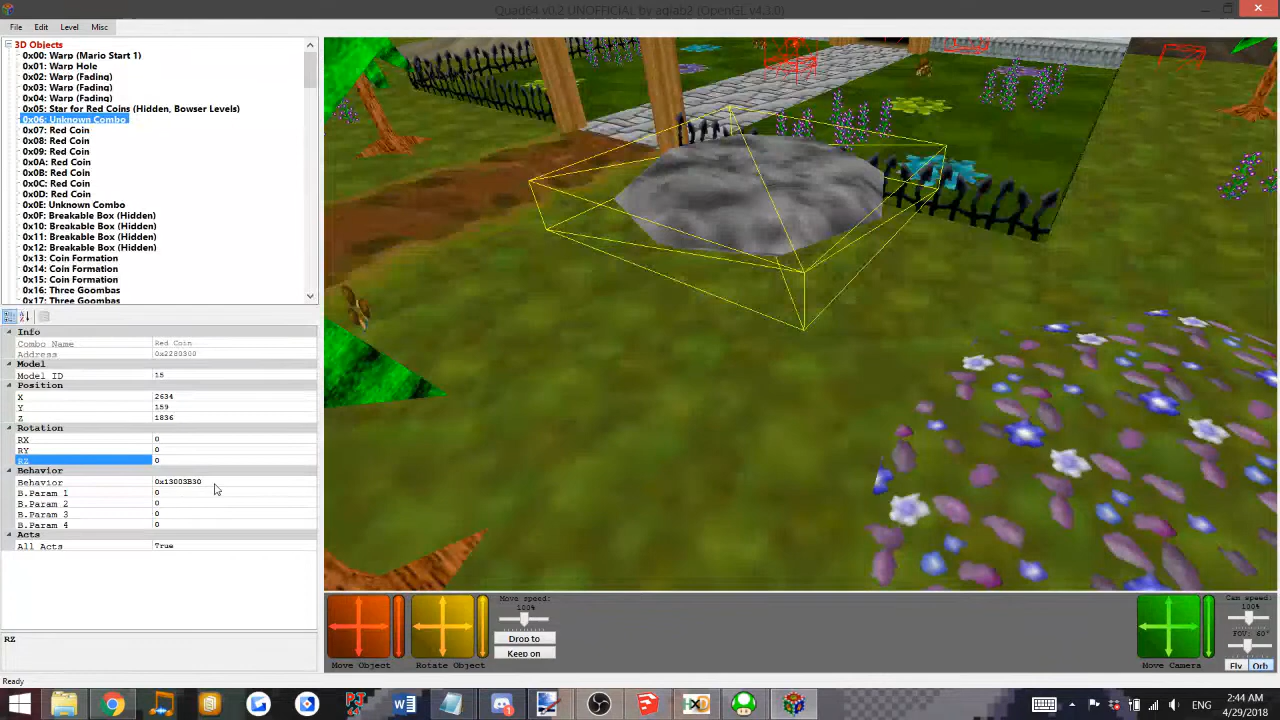 Quad64 v0.2 UNOFFICIAL by aglab2 (OpenGL v4.3.0)
File Edit Level Misc
3D Objects
0x00: Warp (Mario Start 1)
0x01: Warp Hole
0x02: Warp (Fading)
0x03: Warp (Fading)
0x04: Warp (Fading)
0x05: Star for Red Coins (Hidden, Bowser Levels)
0x06: Unknown Combo
0x07: Red Coin
0x08: Red Coin
0x09: Red Coin
0x0A: Red Coin
0x0B: Red Coin
0x0C: Red Coin
0x0D: Red Coin
0x0E: Unknown Combo
0x0F: Breakable Box (Hidden)
0x10: Breakable Box (Hidden)
0x11: Breakable Box (Hidden)
0x12: Breakable Box (Hidden)
0x13: Coin Formation
0x14: Coin Formation
0x15: Coin Formation
0x16: Three Goombas
0x17: Three Goombas
Info
Combo Name Red Coin
Address 0x2280300
Model
Model ID 15
Position
X 2634
Y 159
Z 1836
Rotation
RX 0
RY 0
RZ 0
Behavior
Behavior 0x13003B30
B.Param 1 0
B.Param 2 0
B.Param 3 0
B.Param 4 0
Acts
All Acts True
RZ
Move Object
Rotate Object
Move speed:
100%
Drop to
Keep on
Move Camera
Cam speed:
100%
FOV: 60°
Fly Orb
Ready
ENG
2:44 AM
4/29/2018